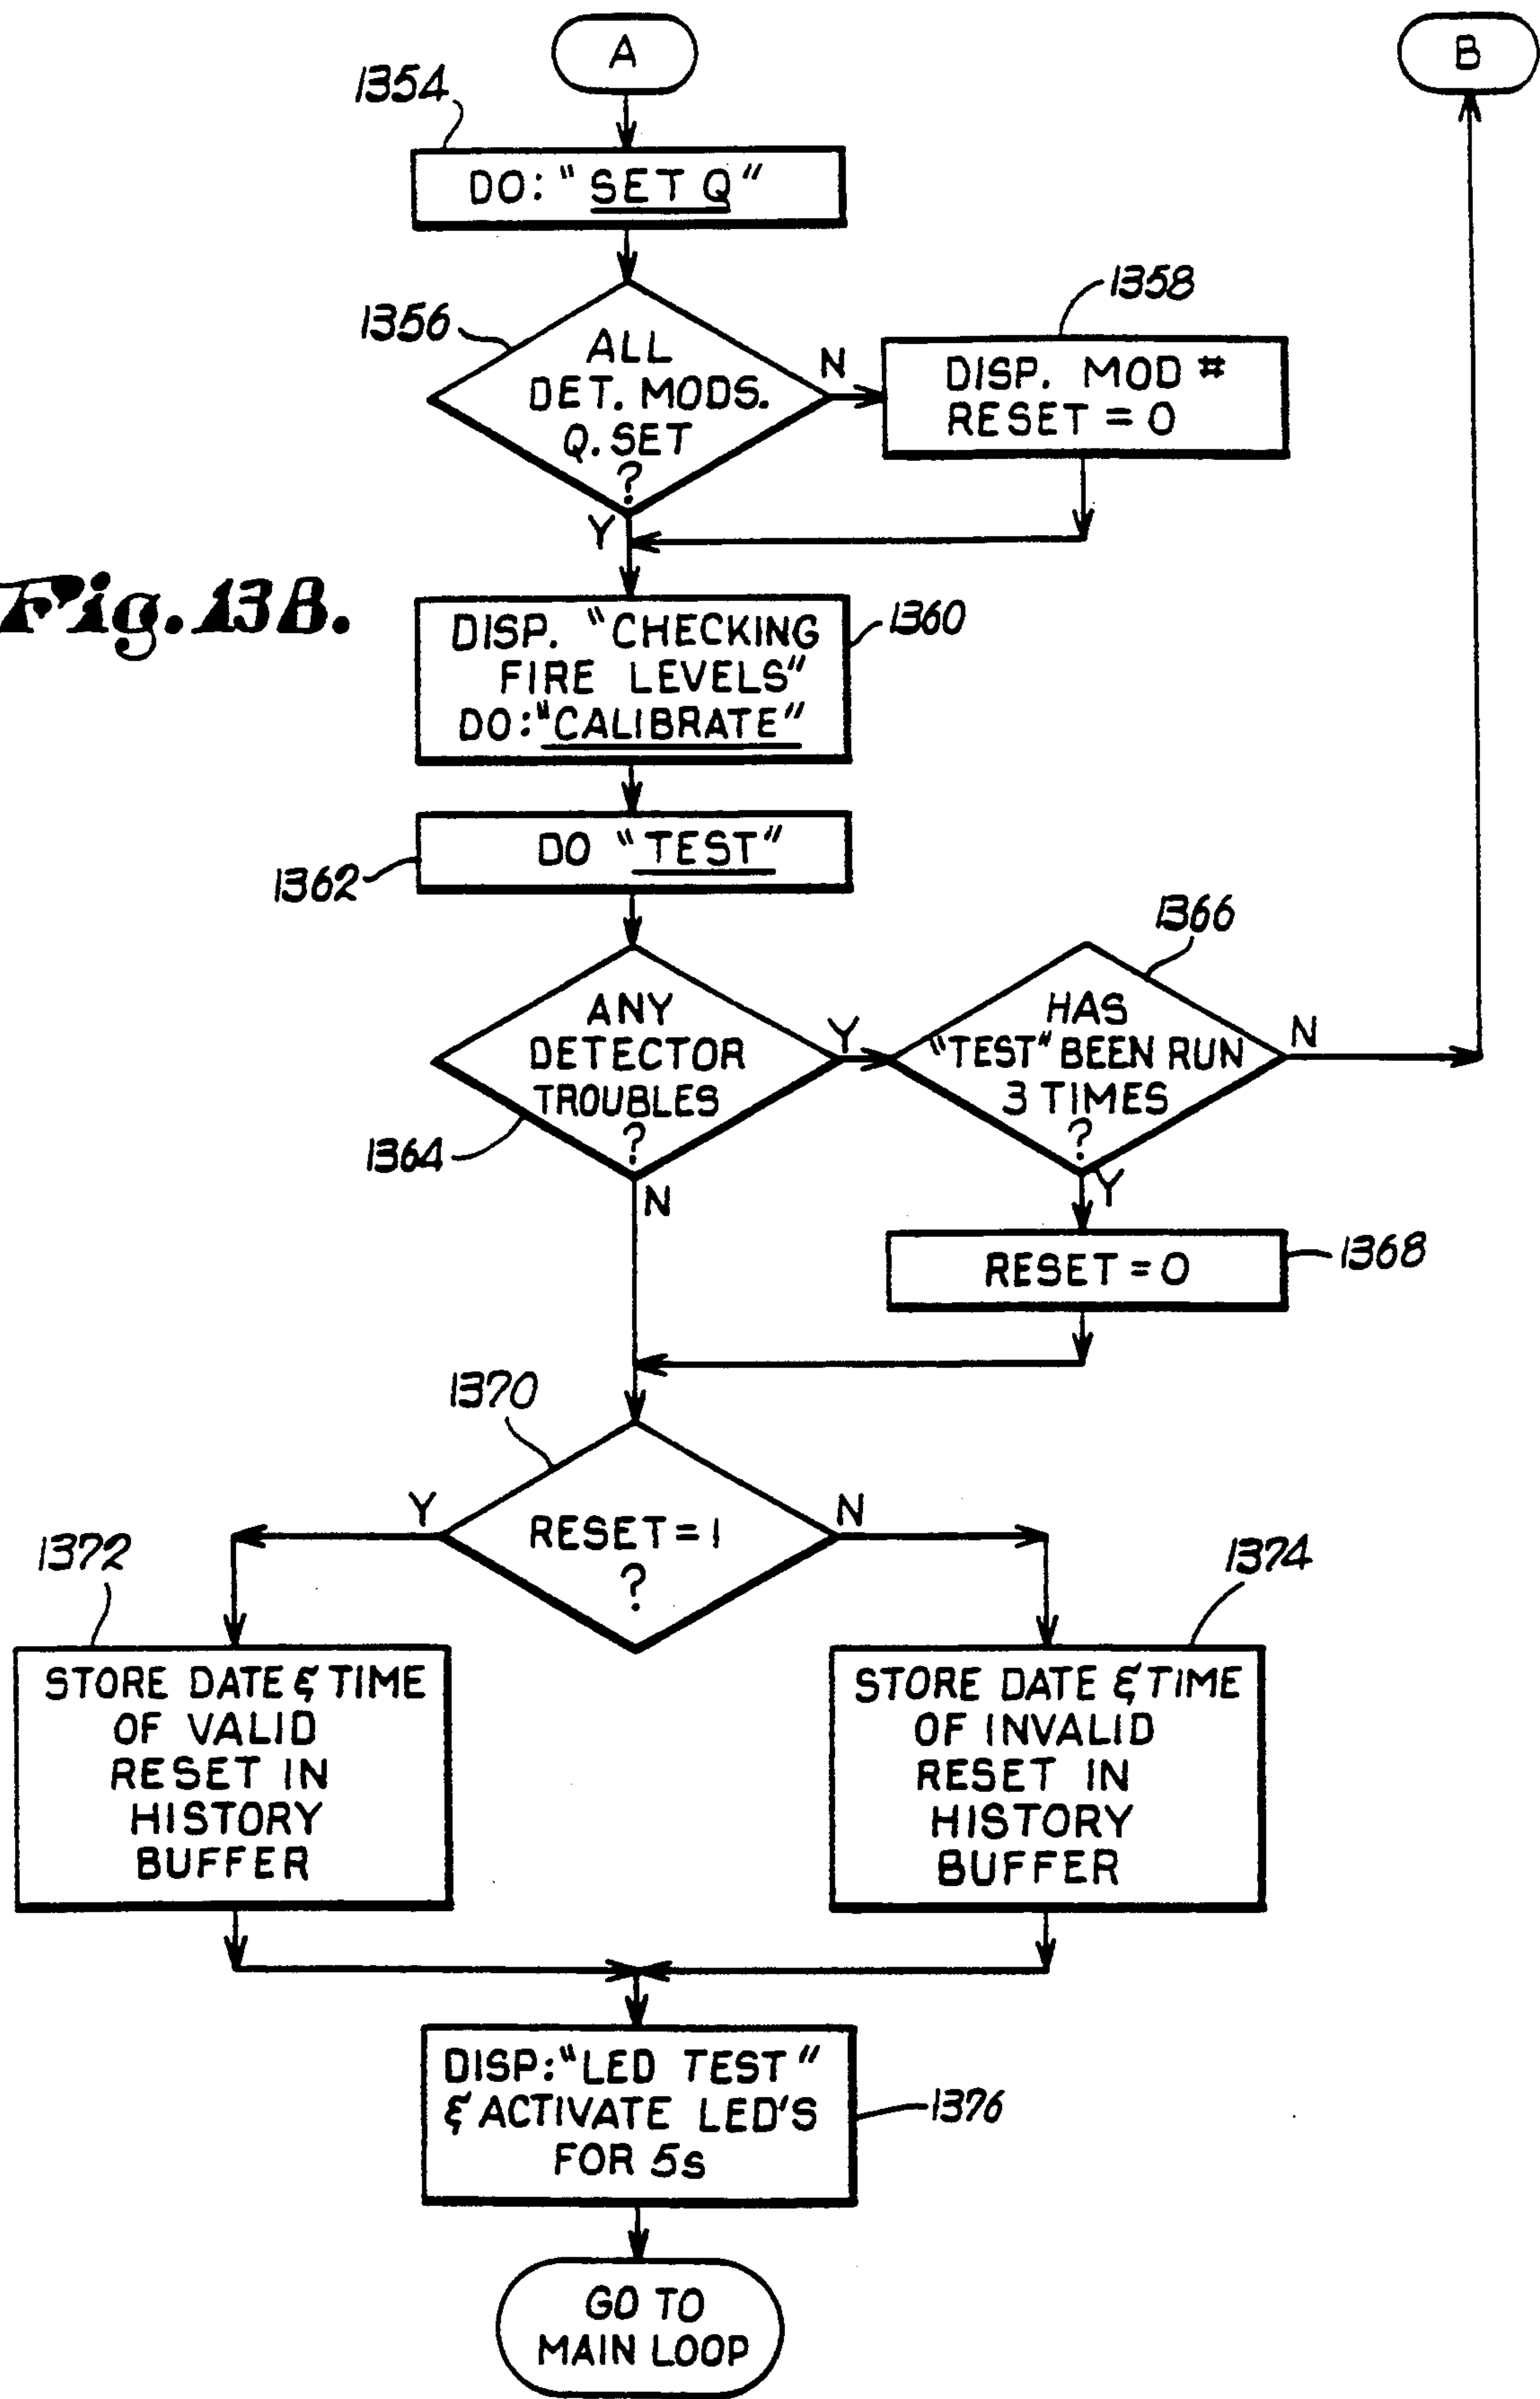 A
B
1354
DO: "SET Q"
1356
ALL
DET. MODS.
Q. SET
?
N
Y
1358
DISP. MOD #
RESET = 0
Fig. 13B.
DISP. "CHECKING
FIRE LEVELS"
DO: "CALIBRATE"
1360
DO "TEST"
1362
ANY
DETECTOR
TROUBLES
?
1364
Y
N
1366
HAS
"TEST" BEEN RUN
3 TIMES
?
N
Y
RESET = 0
1368
1370
RESET = 1
?
Y
N
1372
STORE DATE & TIME
OF VALID
RESET IN
HISTORY
BUFFER
1374
STORE DATE & TIME
OF INVALID
RESET IN
HISTORY
BUFFER
DISP: "LED TEST"
& ACTIVATE LED'S
FOR 5s
1376
GO TO
MAIN LOOP